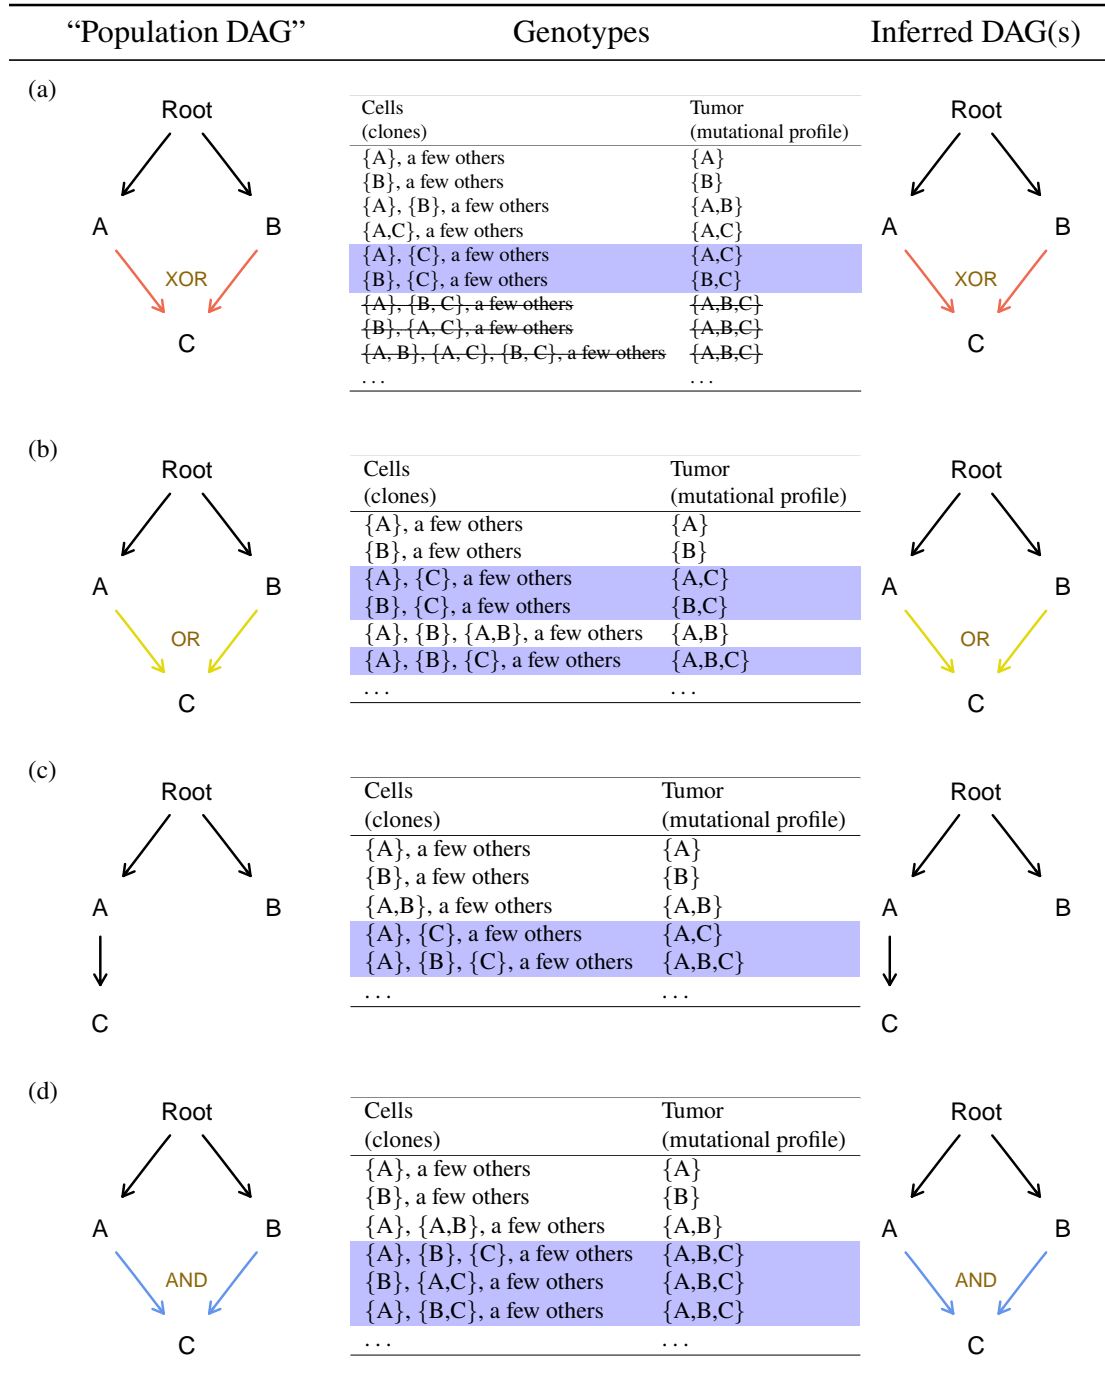 “Population DAG” Genotypes Inferred DAG(s)
(a)
Root
A B
XOR
C
Cells Tumor
(clones) (mutational profile)
{A}, a few others {A}
{B}, a few others {B}
{A}, {B}, a few others {A,B}
{A,C}, a few others {A,C}
{A}, {C}, a few others {A,C}
{B}, {C}, a few others {B,C}
{A}, {B, C}, a few others {A,B,C}
{B}, {A, C}, a few others {A,B,C}
{A, B}, {A, C}, {B, C}, a few others {A,B,C}
. . . . . .
Root
A B
XOR
C
(b)
Root
A B
OR
C
Cells Tumor
(clones) (mutational profile)
{A}, a few others {A}
{B}, a few others {B}
{A}, {C}, a few others {A,C}
{B}, {C}, a few others {B,C}
{A}, {B}, {A,B}, a few others {A,B}
{A}, {B}, {C}, a few others {A,B,C}
. . . . . .
Root
A B
OR
C
(c)
Root
A B
C
Cells Tumor
(clones) (mutational profile)
{A}, a few others {A}
{B}, a few others {B}
{A,B}, a few others {A,B}
{A}, {C}, a few others {A,C}
{A}, {B}, {C}, a few others {A,B,C}
. . . . . .
Root
A B
C
(d)
Root
A B
AND
C
Cells Tumor
(clones) (mutational profile)
{A}, a few others {A}
{B}, a few others {B}
{A}, {A,B}, a few others {A,B}
{A}, {B}, {C}, a few others {A,B,C}
{B}, {A,C}, a few others {A,B,C}
{A}, {B,C}, a few others {A,B,C}
. . . . . .
Root
A B
AND
C